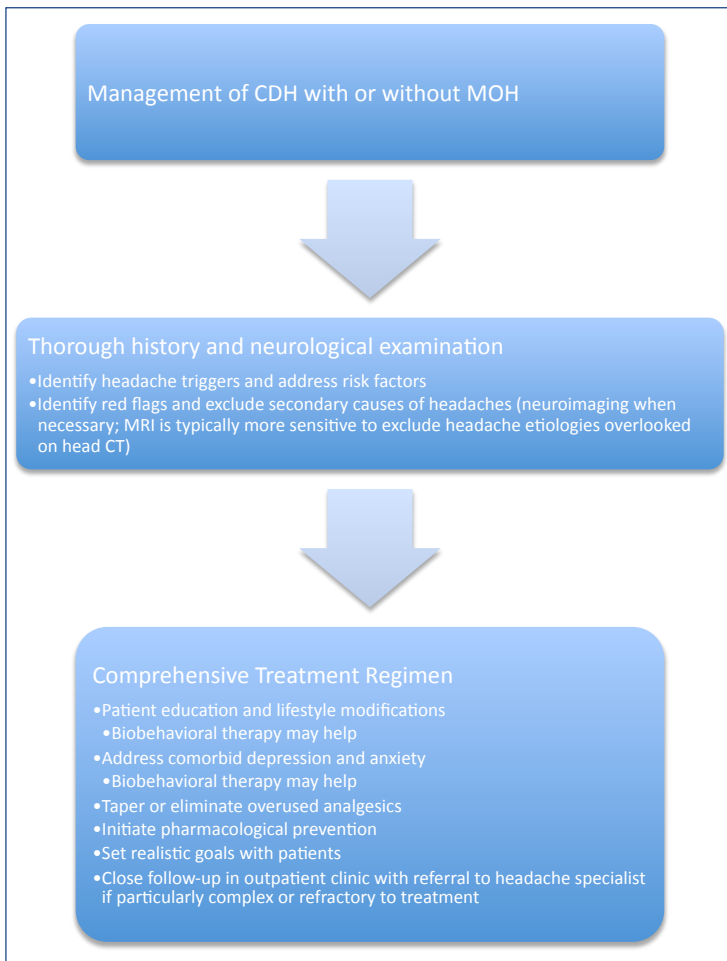 Management of CDH with or without MOH
Thorough history and neurological examination
•Identify headache triggers and address risk factors
•Identify red flags and exclude secondary causes of headaches (neuroimaging when
necessary; MRI is typically more sensitive to exclude headache etiologies overlooked
on head CT)
Comprehensive Treatment Regimen
•Patient education and lifestyle modifications
•Biobehavioral therapy may help
•Address comorbid depression and anxiety
•Biobehavioral therapy may help
•Taper or eliminate overused analgesics
•Initiate pharmacological prevention
•Set realistic goals with patients
•Close follow-up in outpatient clinic with referral to headache specialist
if particularly complex or refractory to treatment